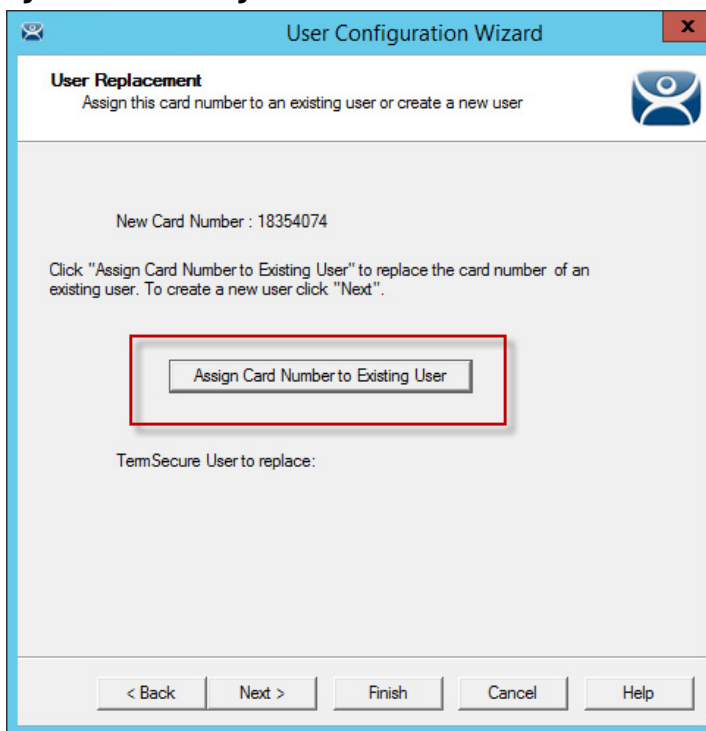 User Configuration Wizard
x
User Replacement
Assign this card number to an existing user or create a new user
New Card Number : 18354074
Click "Assign Card Number to Existing User" to replace the card number of an
existing user. To create a new user click "Next".
Assign Card Number to Existing User
TermSecure User to replace:
< Back Next > Finish Cancel Help